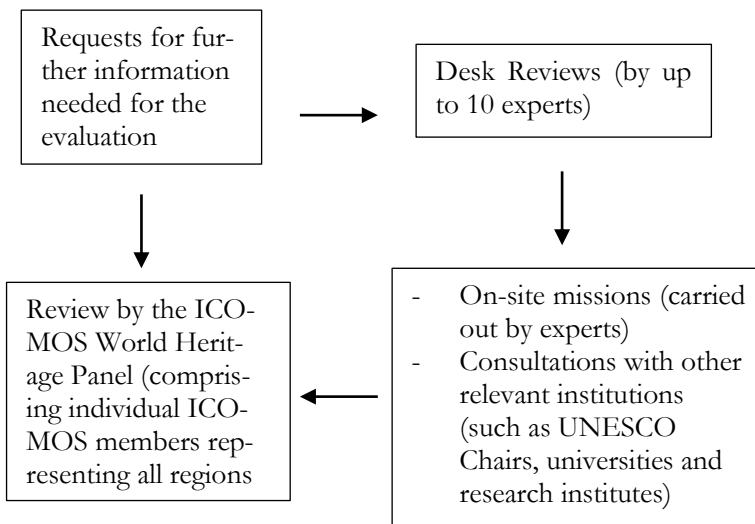 Requests for fur-
ther information
needed for the
evaluation
Desk Reviews (by up
to 10 experts)
Review by the ICO-
MOS World Herit-
age Panel (compris-
ing individual ICO-
MOS members rep-
resenting all regions
- On-site missions (carried
out by experts)
- Consultations with other
relevant institutions
(such as UNESCO
Chairs, universities and
research institutes)